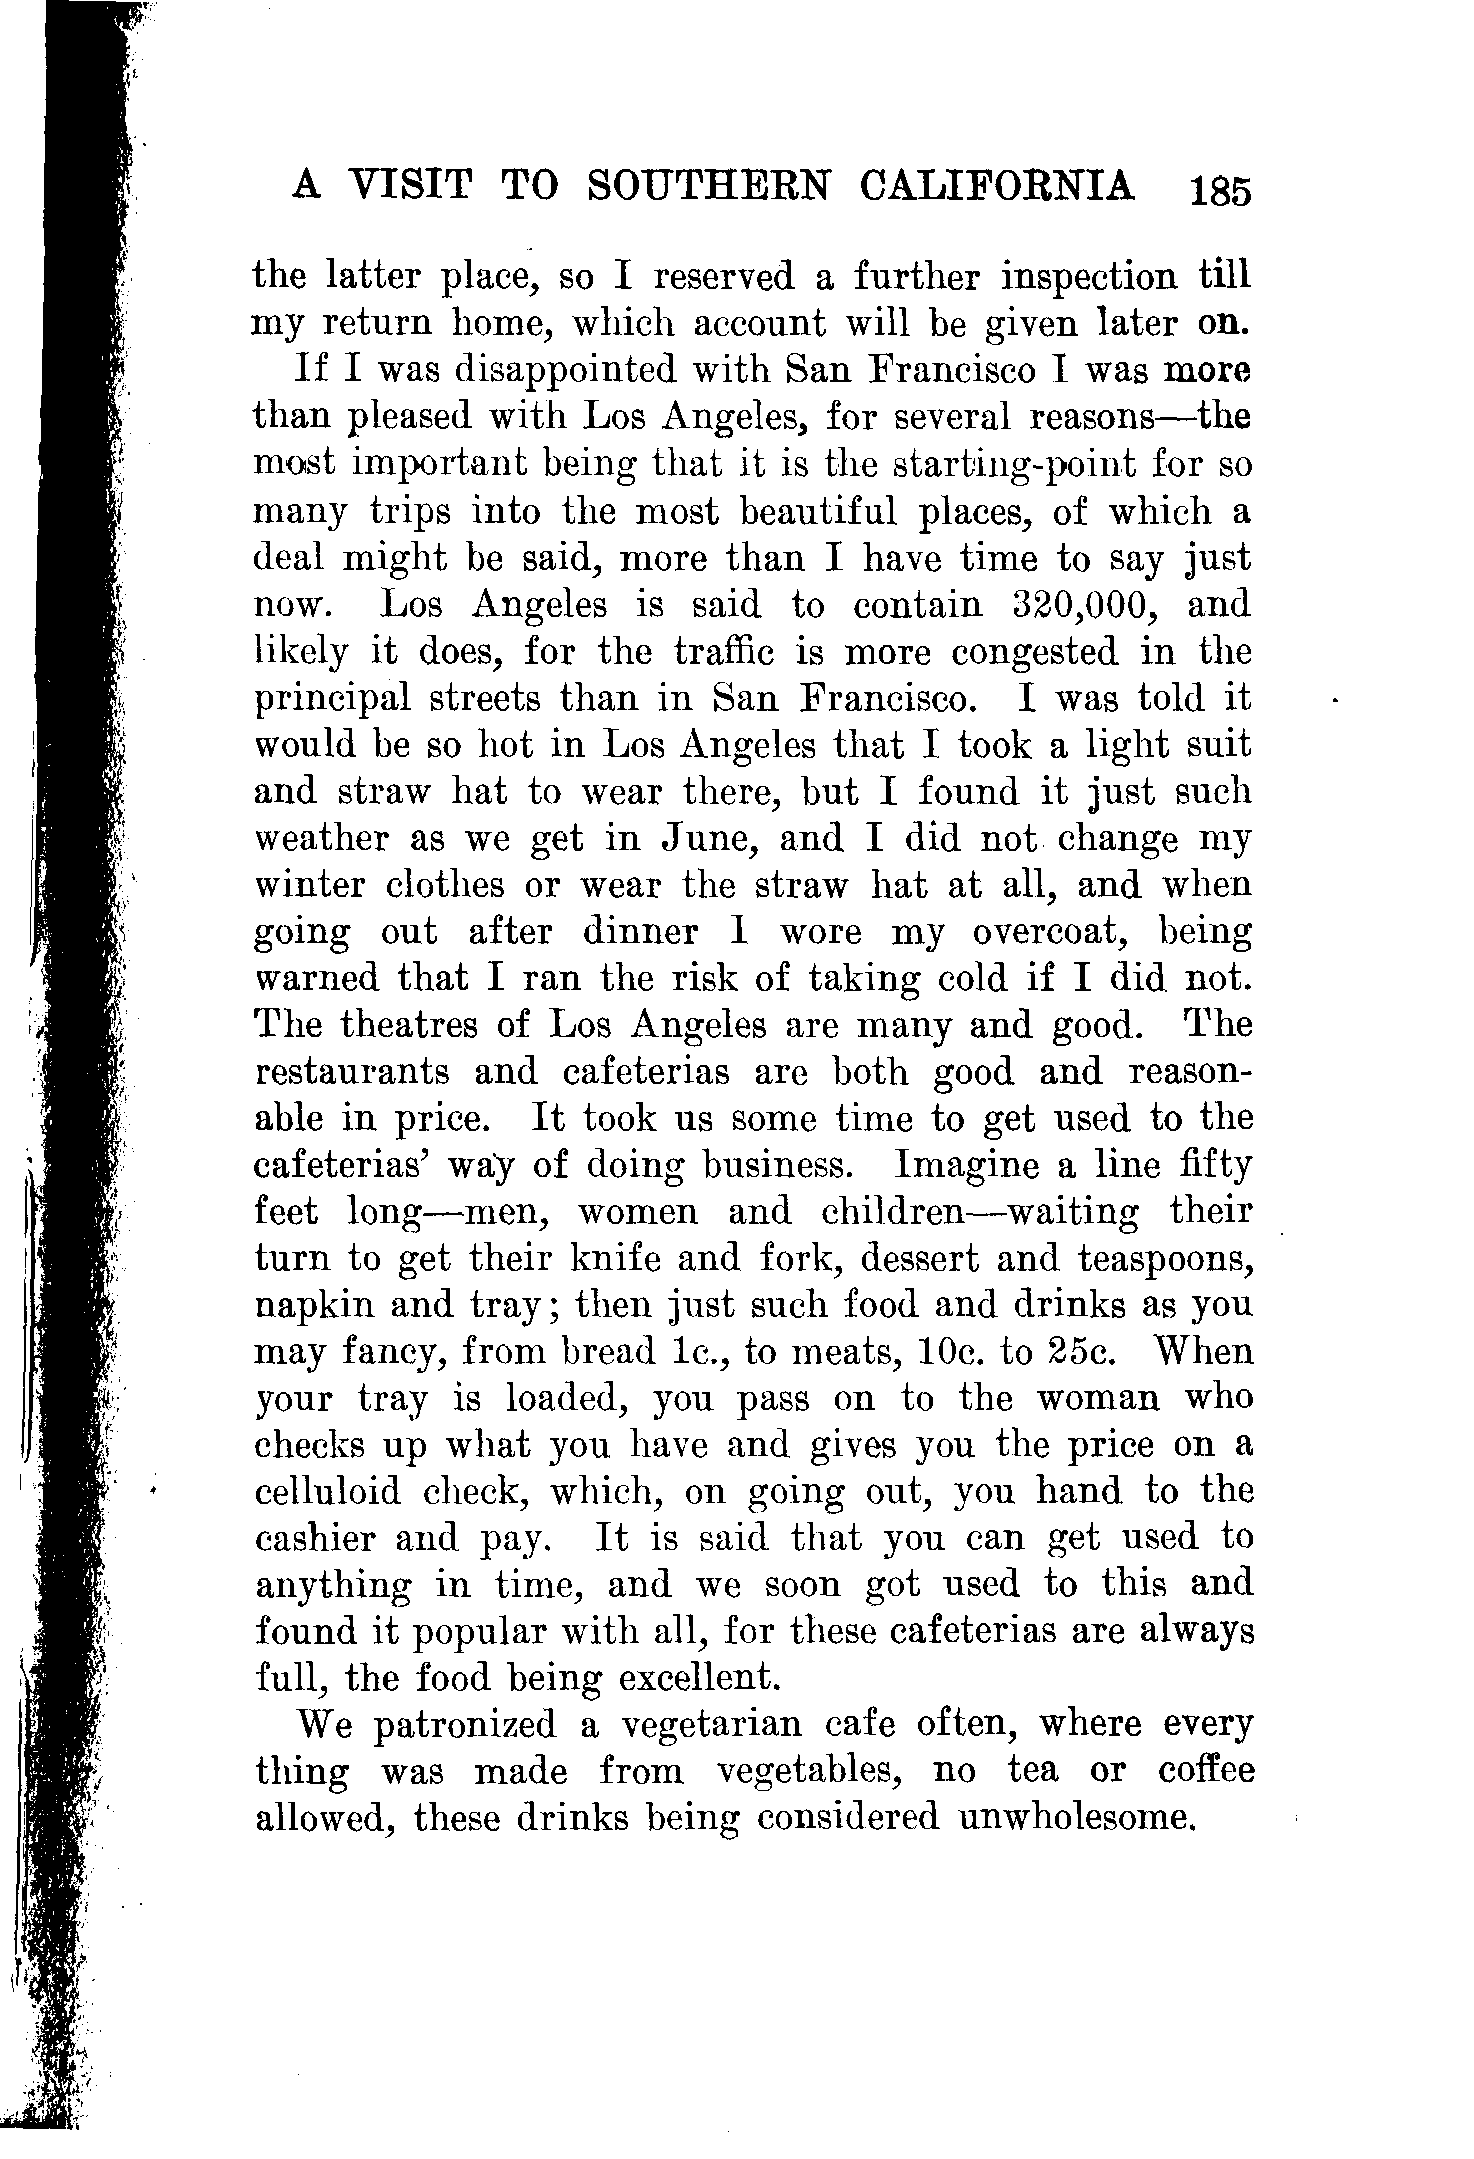 A VISIT TO SOUTHERN CALIFORNIA 185
the latter place, so I reserved a further inspection till
my return home, which account will be given later on.
If I was disappointed with San Francisco I was more
than pleased with Los Angeles, for several reasons—the
most important being that it is the starting-point for so
many trips into the most beautiful places, of which a
deal might be said, more than I have time to say just
now. Los Angeles is said to contain 320,000, and
likely it does, for the traffic is more congested in the
principal streets than in San Francisco. I was told it
would be so hot in Los Angeles that I took a light suit
and straw hat to wear there, but I found it just such
weather as we get in June, and I did not change my
winter clothes or wear the straw hat at all, and when
going out after dinner I wore my overcoat, being
warned that I ran the risk of taking cold if I did not.
The theatres of Los Angeles are many and good. The
restaurants and cafeterias are both good and reason-
able in price. It took us some time to get used to the
cafeterias' way of doing business. Imagine a line fifty
feet long—men, women and children—waiting their
turn to get their knife and fork, dessert and teaspoons,
napkin and tray; then just such food and drinks as you
may fancy, from bread 1c., to meats, 10c. to 25c. When
your tray is loaded, you pass on to the woman who
checks up what you have and gives you the price on a
celluloid check, which, on going out, you hand to the
cashier and pay. It is said that you can get used to
anything in time, and we soon got used to this and
found it popular with all, for these cafeterias are always
full, the food being excellent.
We patronized a vegetarian cafe often, where every
thing was made from vegetables, no tea or coffee
allowed, these drinks being considered unwholesome.